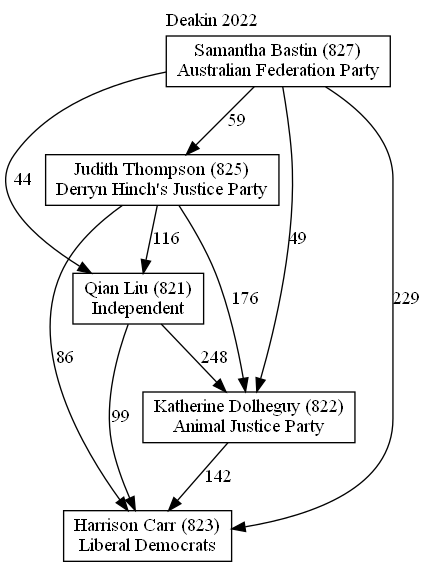 Deakin 2022
Samantha Bastin (827)
Australian Federation Party
59
Judith Thompson (825)
Derryn Hinch's Justice Party
44
116
49
Qian Liu (821)
Independent
176
229
86
248
99
Katherine Dolheguy (822)
Animal Justice Party
142
Harrison Carr (823)
Liberal Democrats